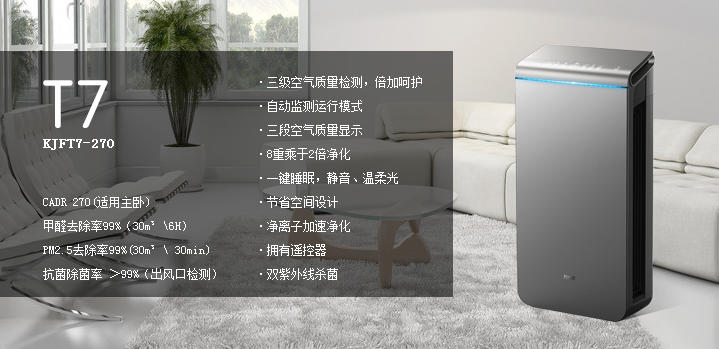 T7
KJFT7-270
CADR 270(适用主卧)
甲醛去除率99%（30m³ \6H）
PM2.5去除率99%(30m³ \ 30min)
抗菌除菌率 ＞99%（出风口检测）
·三级空气质量检测，倍加呵护
·自动监测运行模式
·三段空气质量显示
·8重乘于2倍净化
·一键睡眠，静音、温柔光
·节省空间设计
·净离子加速净化
·拥有遥控器
·双紫外线杀菌